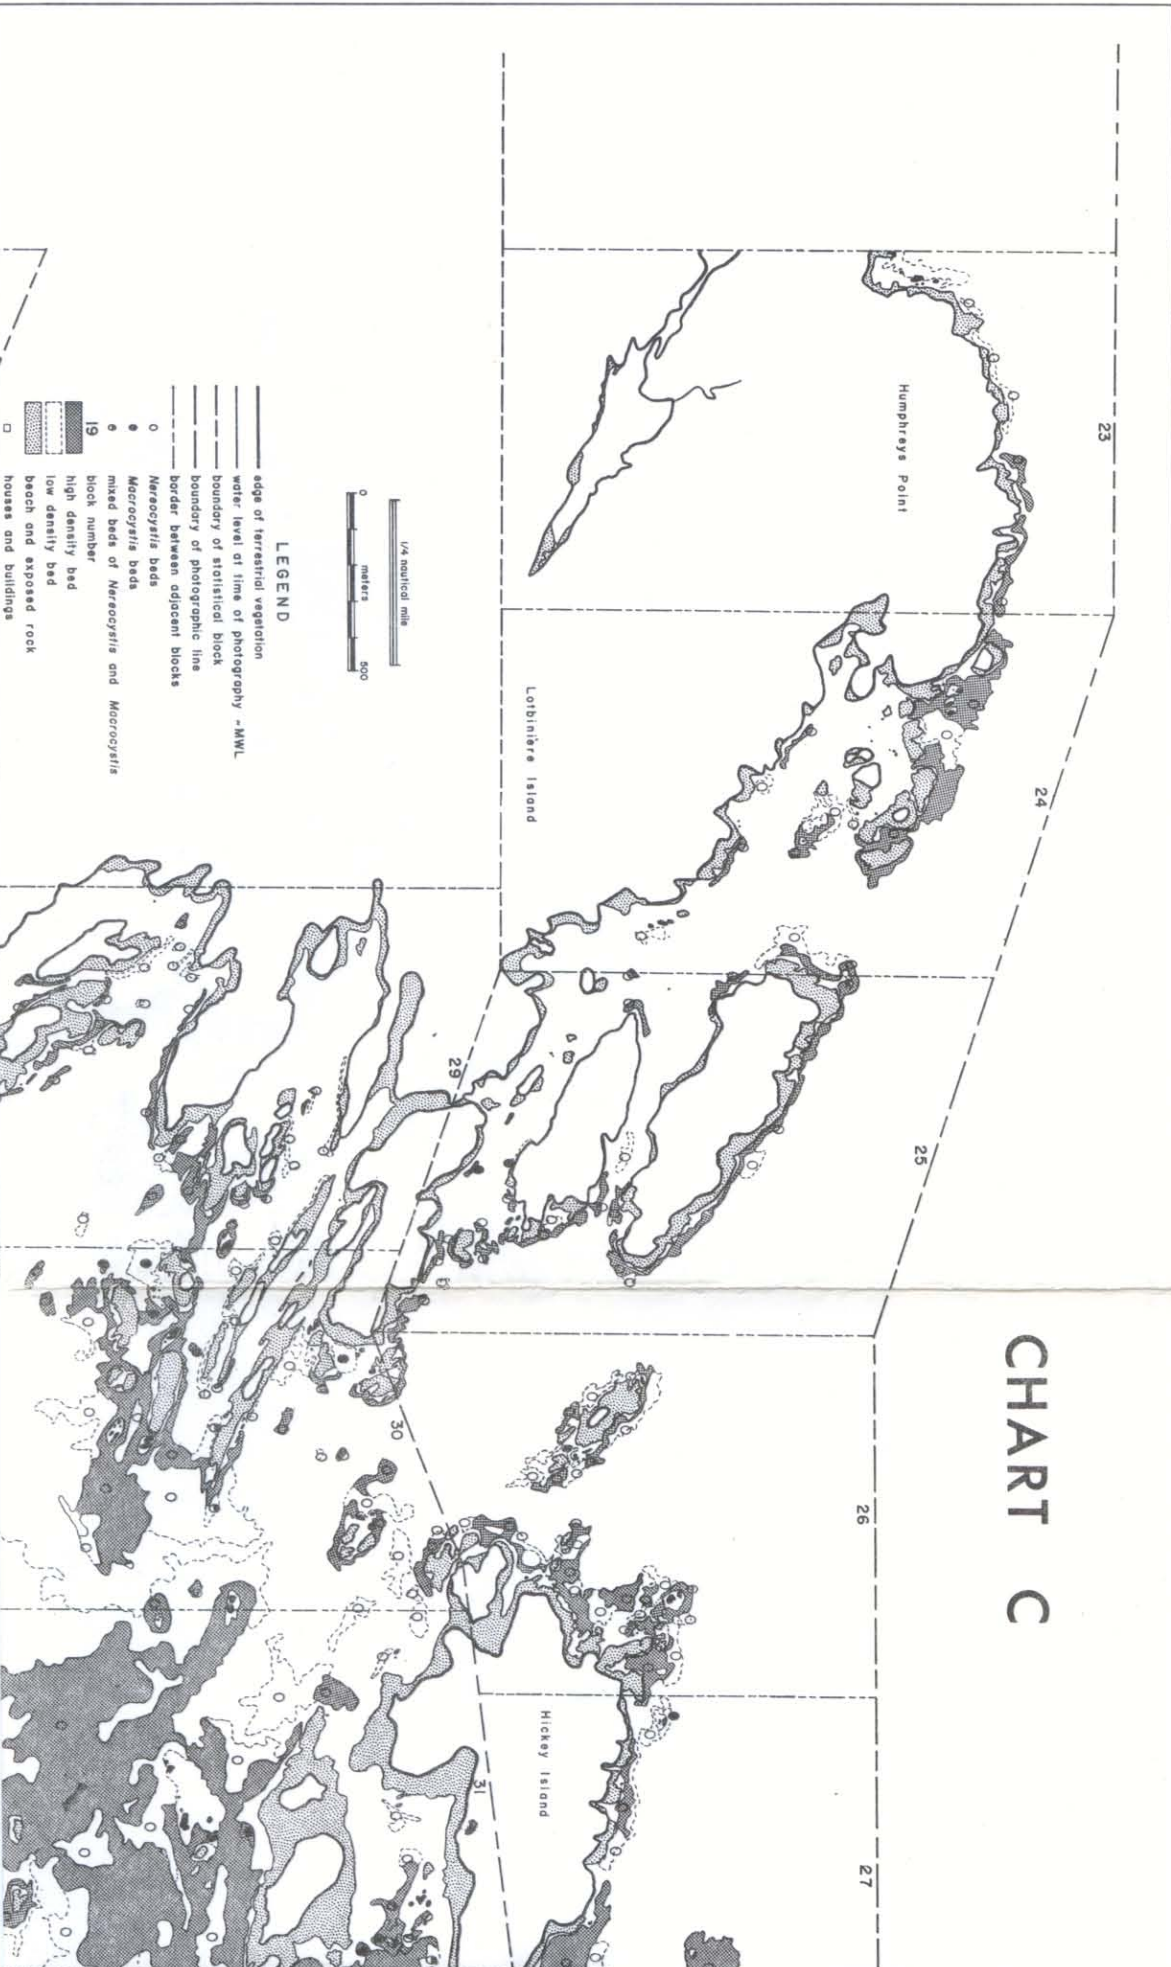 CHART C
23
24
25
26
27
29
30
31
Humphreys Point
Lotbinière Island
Hickey Island
1/4 nautical mile
0 meters 500
LEGEND
edge of terrestrial vegetation
water level at time of photography ~MWL
boundary of statistical block
boundary of photographic line
border between adjacent blocks
Nereocystis beds
Macrocystis beds
mixed beds of Nereocystis and Macrocystis
19 block number
high density bed
low density bed
beach and exposed rock
houses and buildings